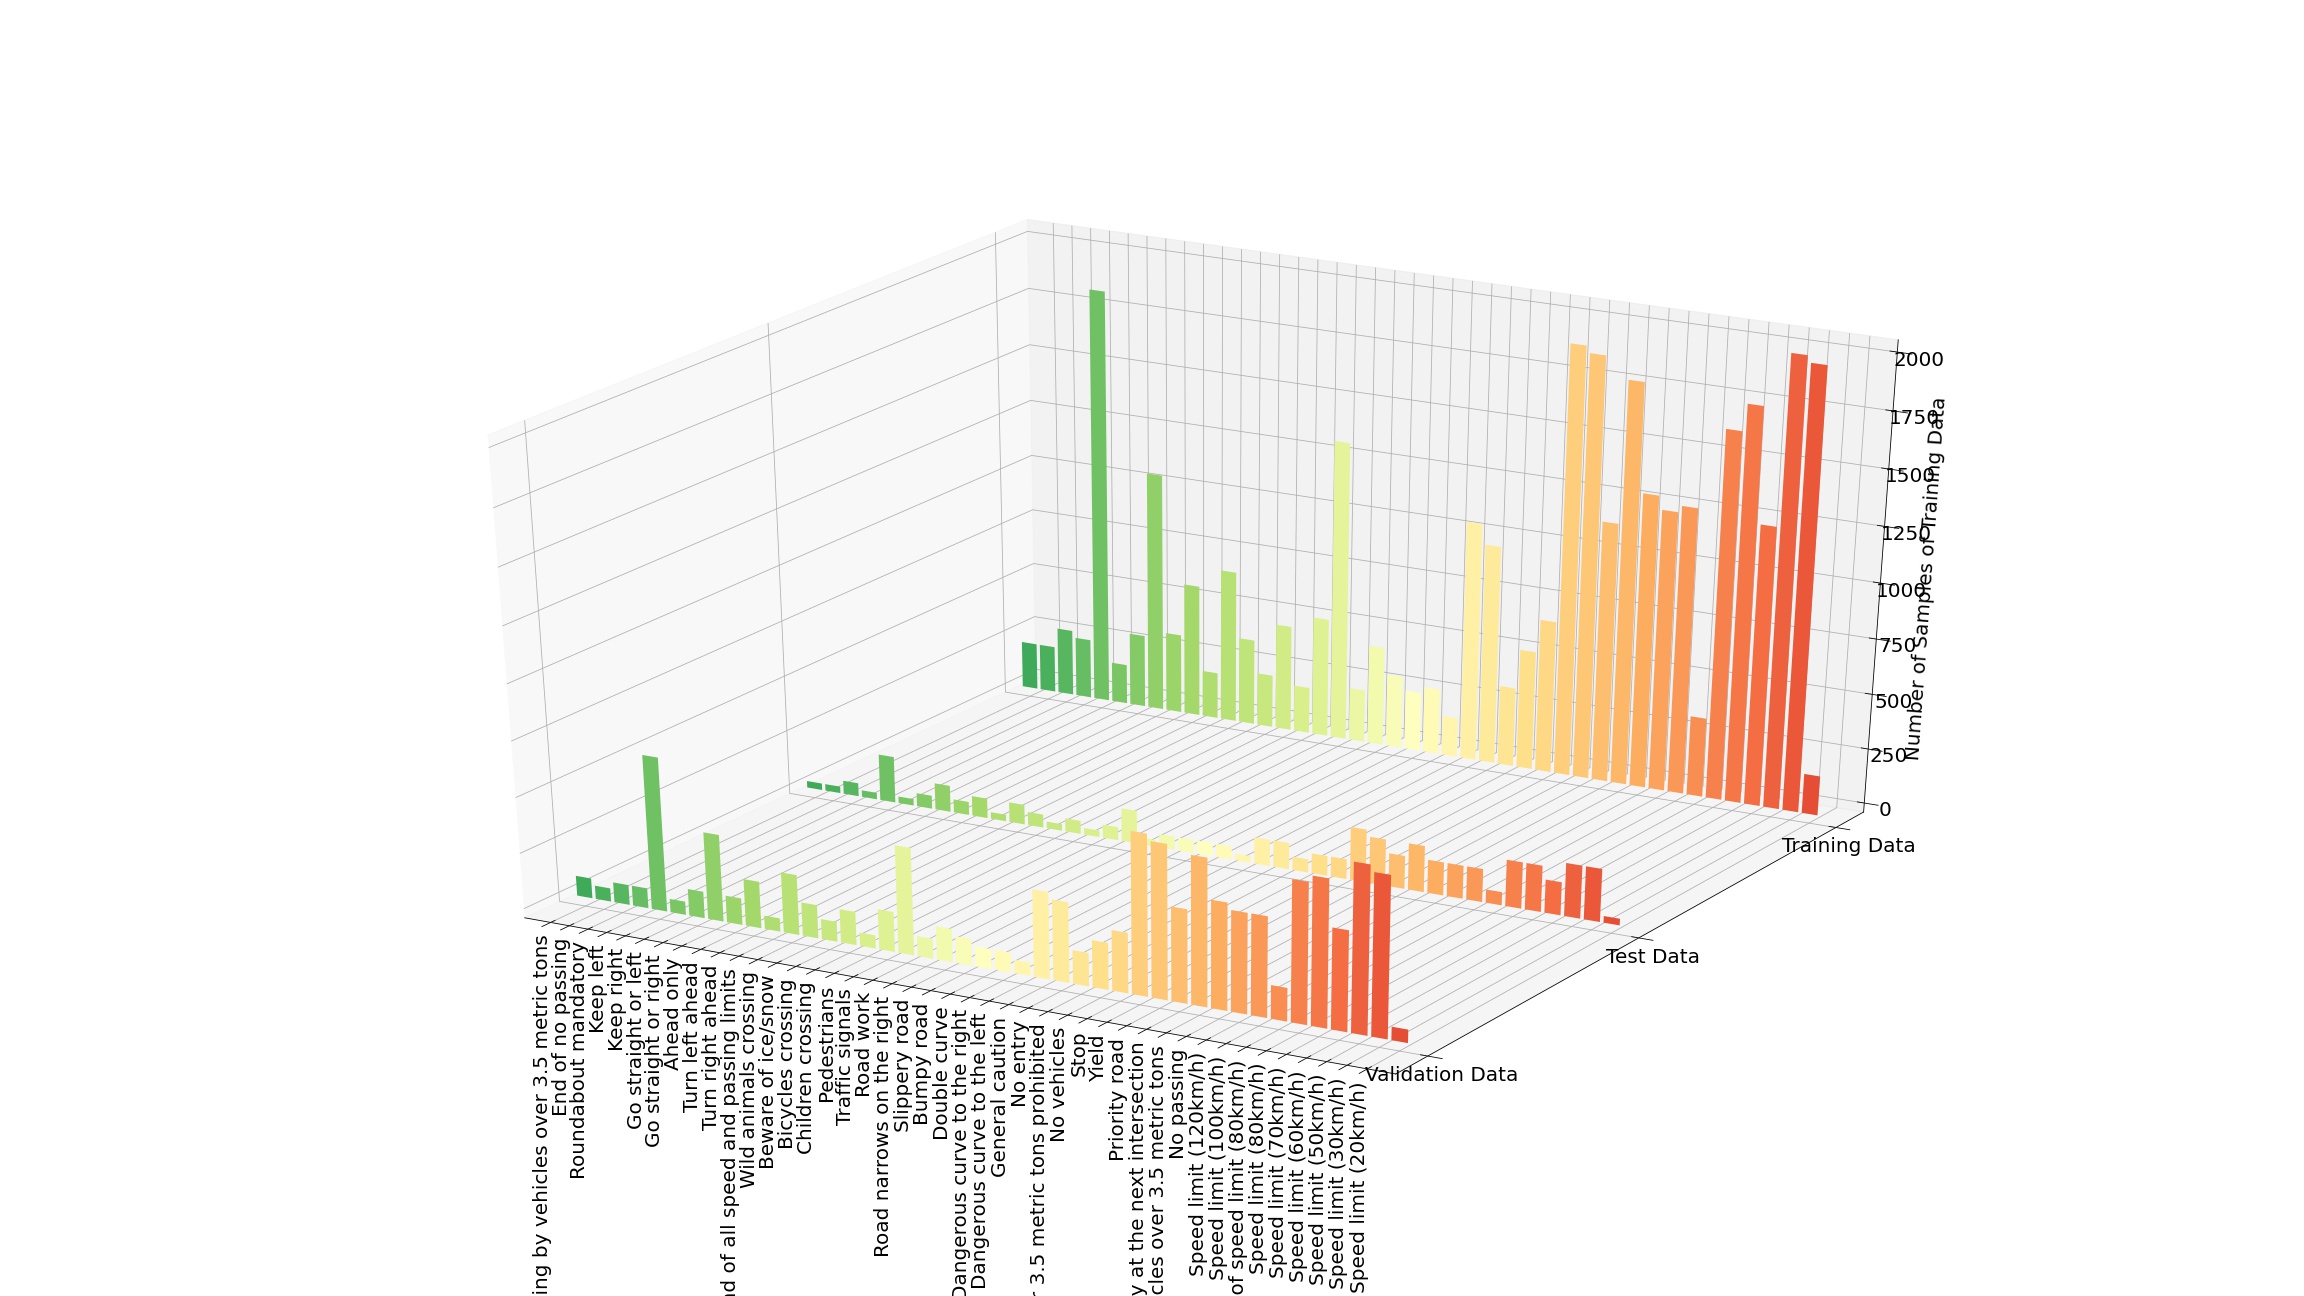 2000
1750
1500
1250
1000
750
500
250
0
Number of Samples of Training Data
Training Data
Test Data
Validation Data
ing by vehicles over 3.5 metric tons
End of no passing
Roundabout mandatory
Keep left
Keep right
Go straight or left
Go straight or right
Ahead only
Turn left ahead
Turn right ahead
nd of all speed and passing limits
Wild animals crossing
Beware of ice/snow
Bicycles crossing
Children crossing
Pedestrians
Traffic signals
Road work
Road narrows on the right
Slippery road
Bumpy road
Double curve
Dangerous curve to the right
Dangerous curve to the left
General caution
No entry
r 3.5 metric tons prohibited
No vehicles
Stop
Yield
Priority road
y at the next intersection
cles over 3.5 metric tons
No passing
Speed limit (120km/h)
Speed limit (100km/h)
of speed limit (80km/h)
Speed limit (80km/h)
Speed limit (70km/h)
Speed limit (60km/h)
Speed limit (50km/h)
Speed limit (30km/h)
Speed limit (20km/h)